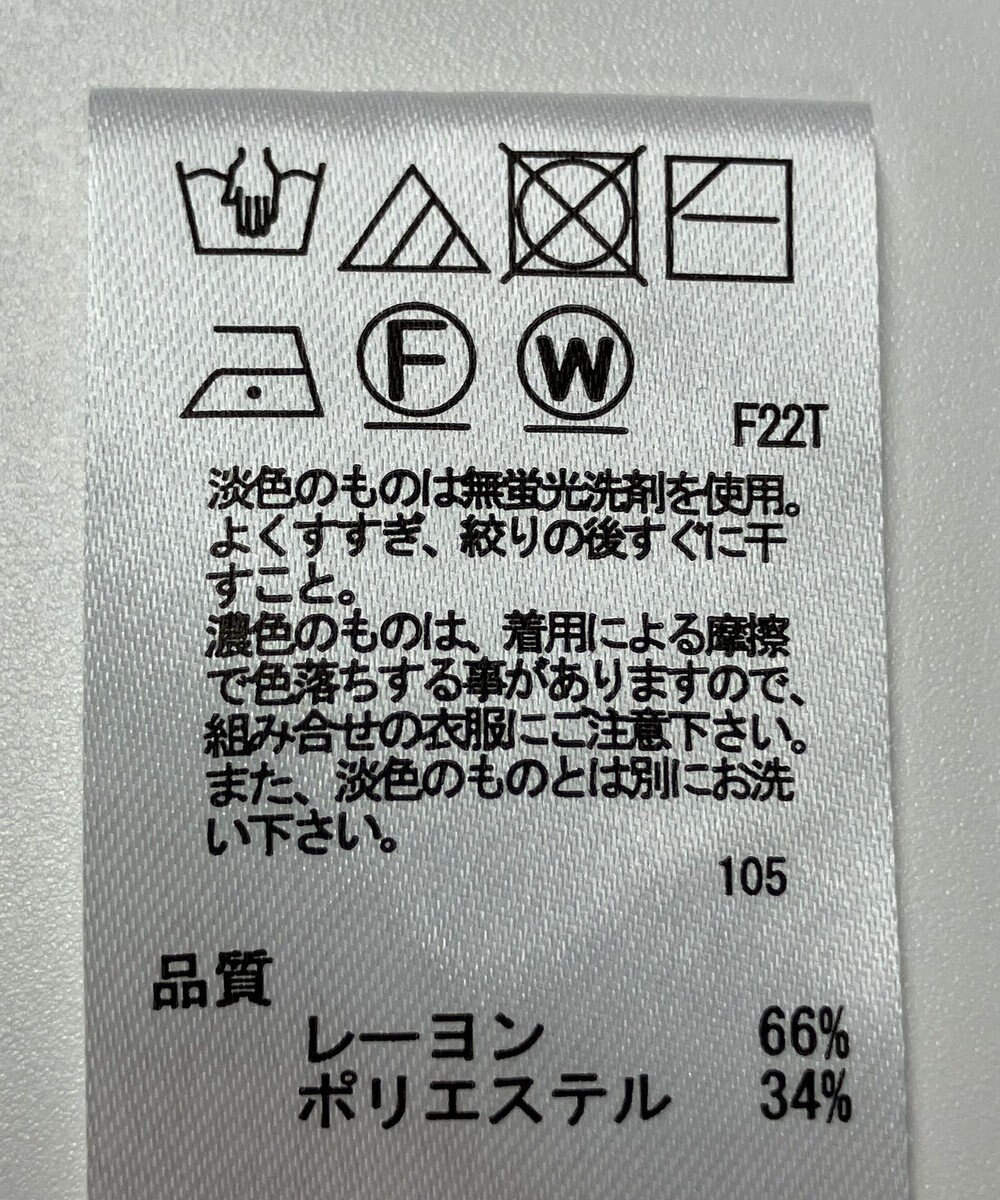 F
W
F22T
淡色のものは無蛍光洗剤を使用。
よくすすぎ、絞りの後すぐに干
すこと。
濃色のものは、着用による摩擦
で色落ちする事がありますので、
組み合せの衣服にご注意下さい。
また、淡色のものとは別にお洗
い下さい。
105
品質
レーヨン 66%
ポリエステル 34%